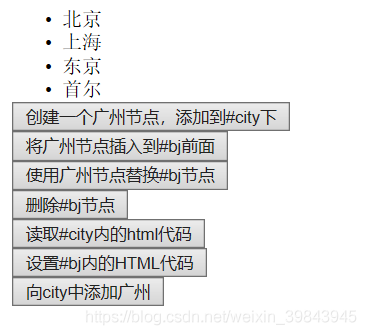 • 北京
• 上海
• 东京
• 首尔
创建一个广州节点，添加到#city下
将广州节点插入到#bj前面
使用广州节点替换#bj节点
删除#bj节点
读取#city内的html代码
设置#bj内的HTML代码
向city中添加广州
https://blog.csdn.net/weixin_39843945